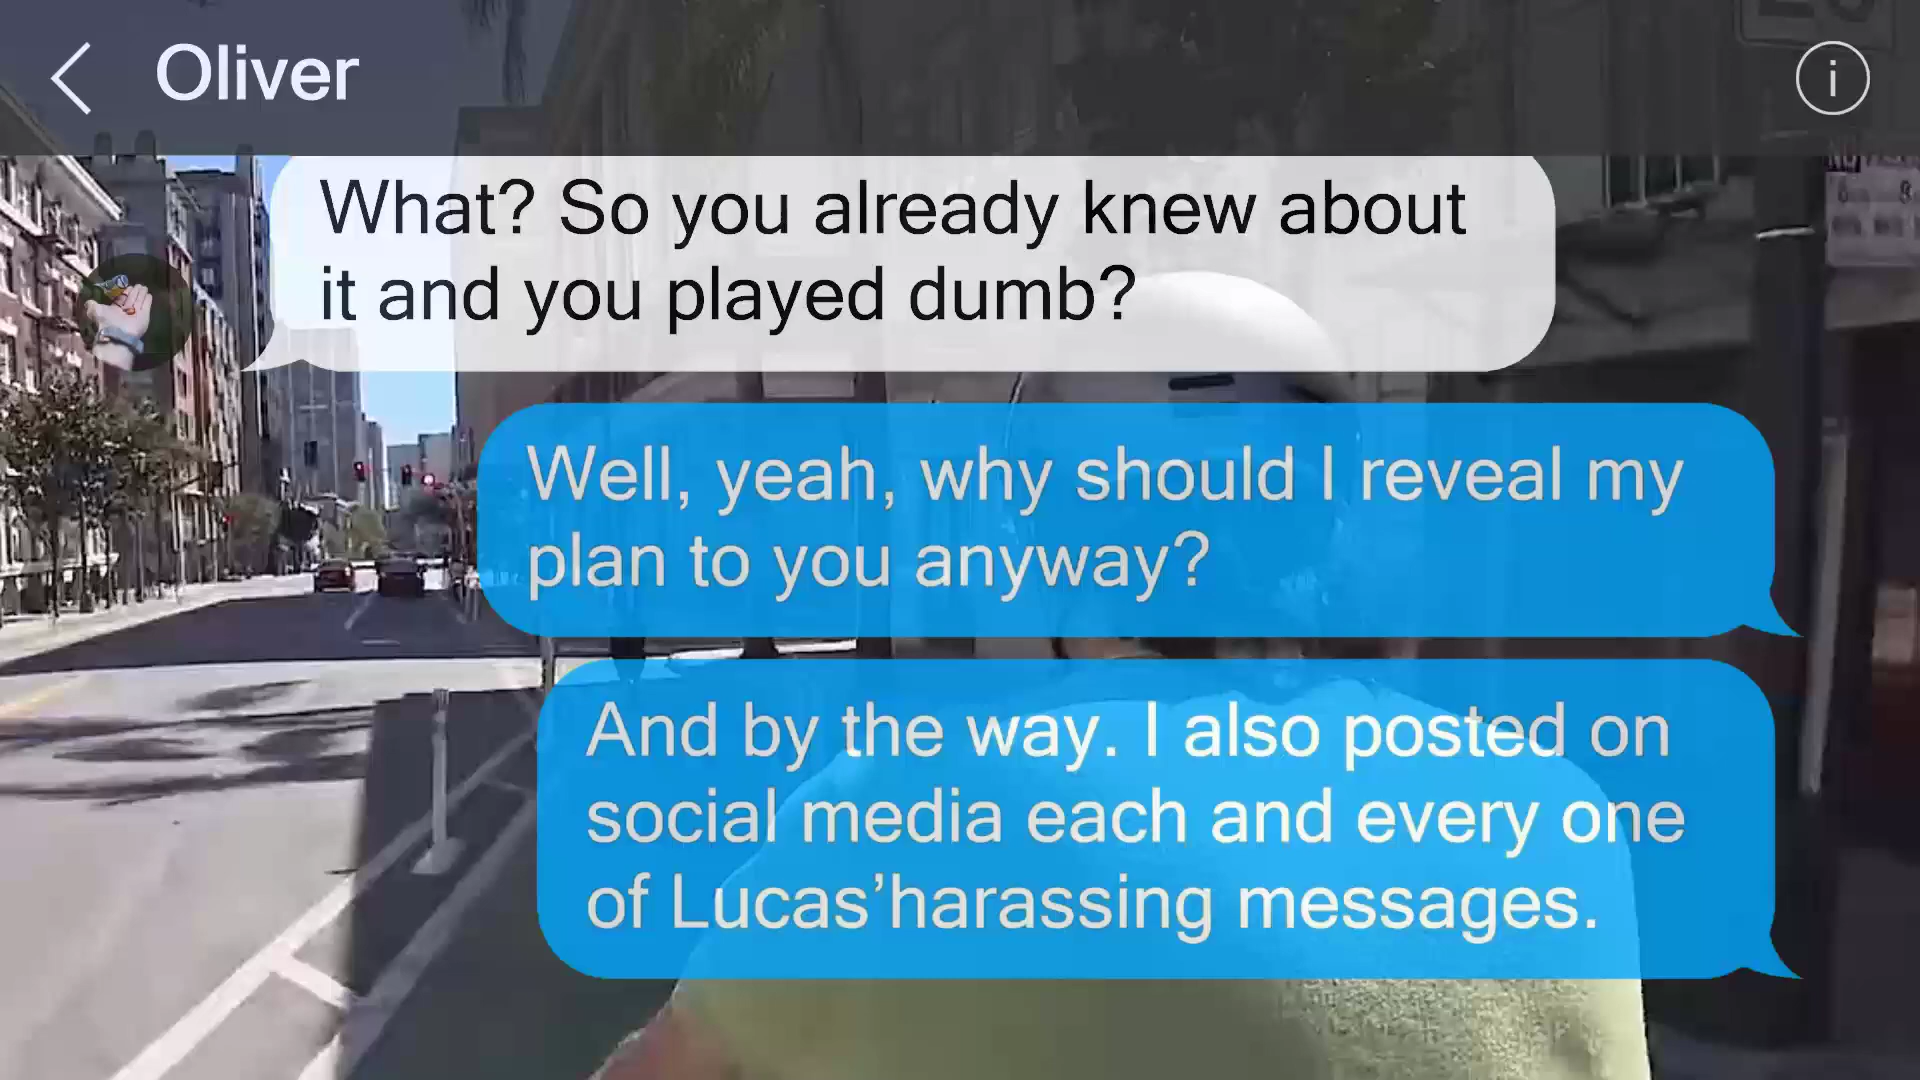 Oliver
What? So you already knew about
it and you played dumb?
Well, yeah, why should I reveal my
plan to you anyway?
And by the way. I also posted on
social media each and every one
of Lucas’harassing messages.